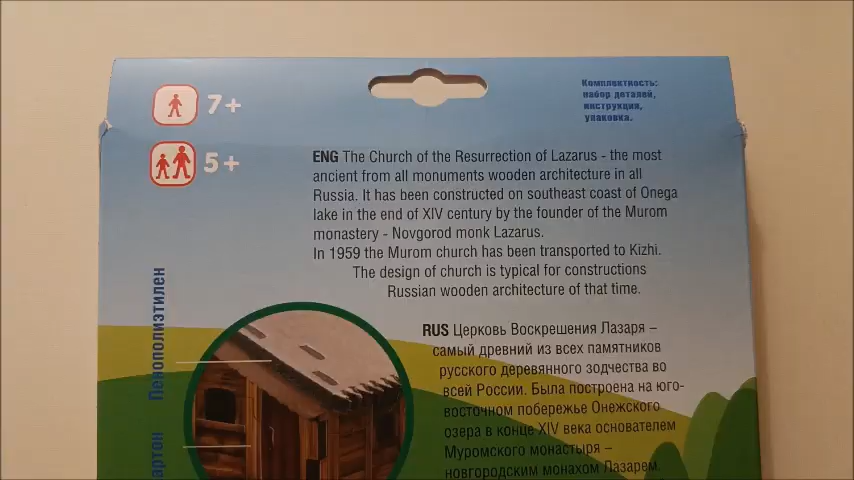 7+
5+
Комплектность:
набор деталей,
инструкция,
упаковка.
ENG The Church of the Resurrection of Lazarus - the most
ancient from all monuments wooden architecture in all
Russia. It has been constructed on southeast coast of Onega
lake in the end of XIV century by the founder of the Murom
monastery - Novgorod monk Lazarus.
In 1959 the Murom church has been transported to Kizhi.
The design of church is typical for constructions
Russian wooden architecture of that time.
RUS Церковь Воскрешения Лазаря –
самый древний из всех памятников
русского деревянного зодчества во
всей России. Была построена на юго-
восточном побережье Онежского
озера в конце XIV века основателем
Муромского монастыря –
новгородским монахом Лазарем.
Пенополиэтилен